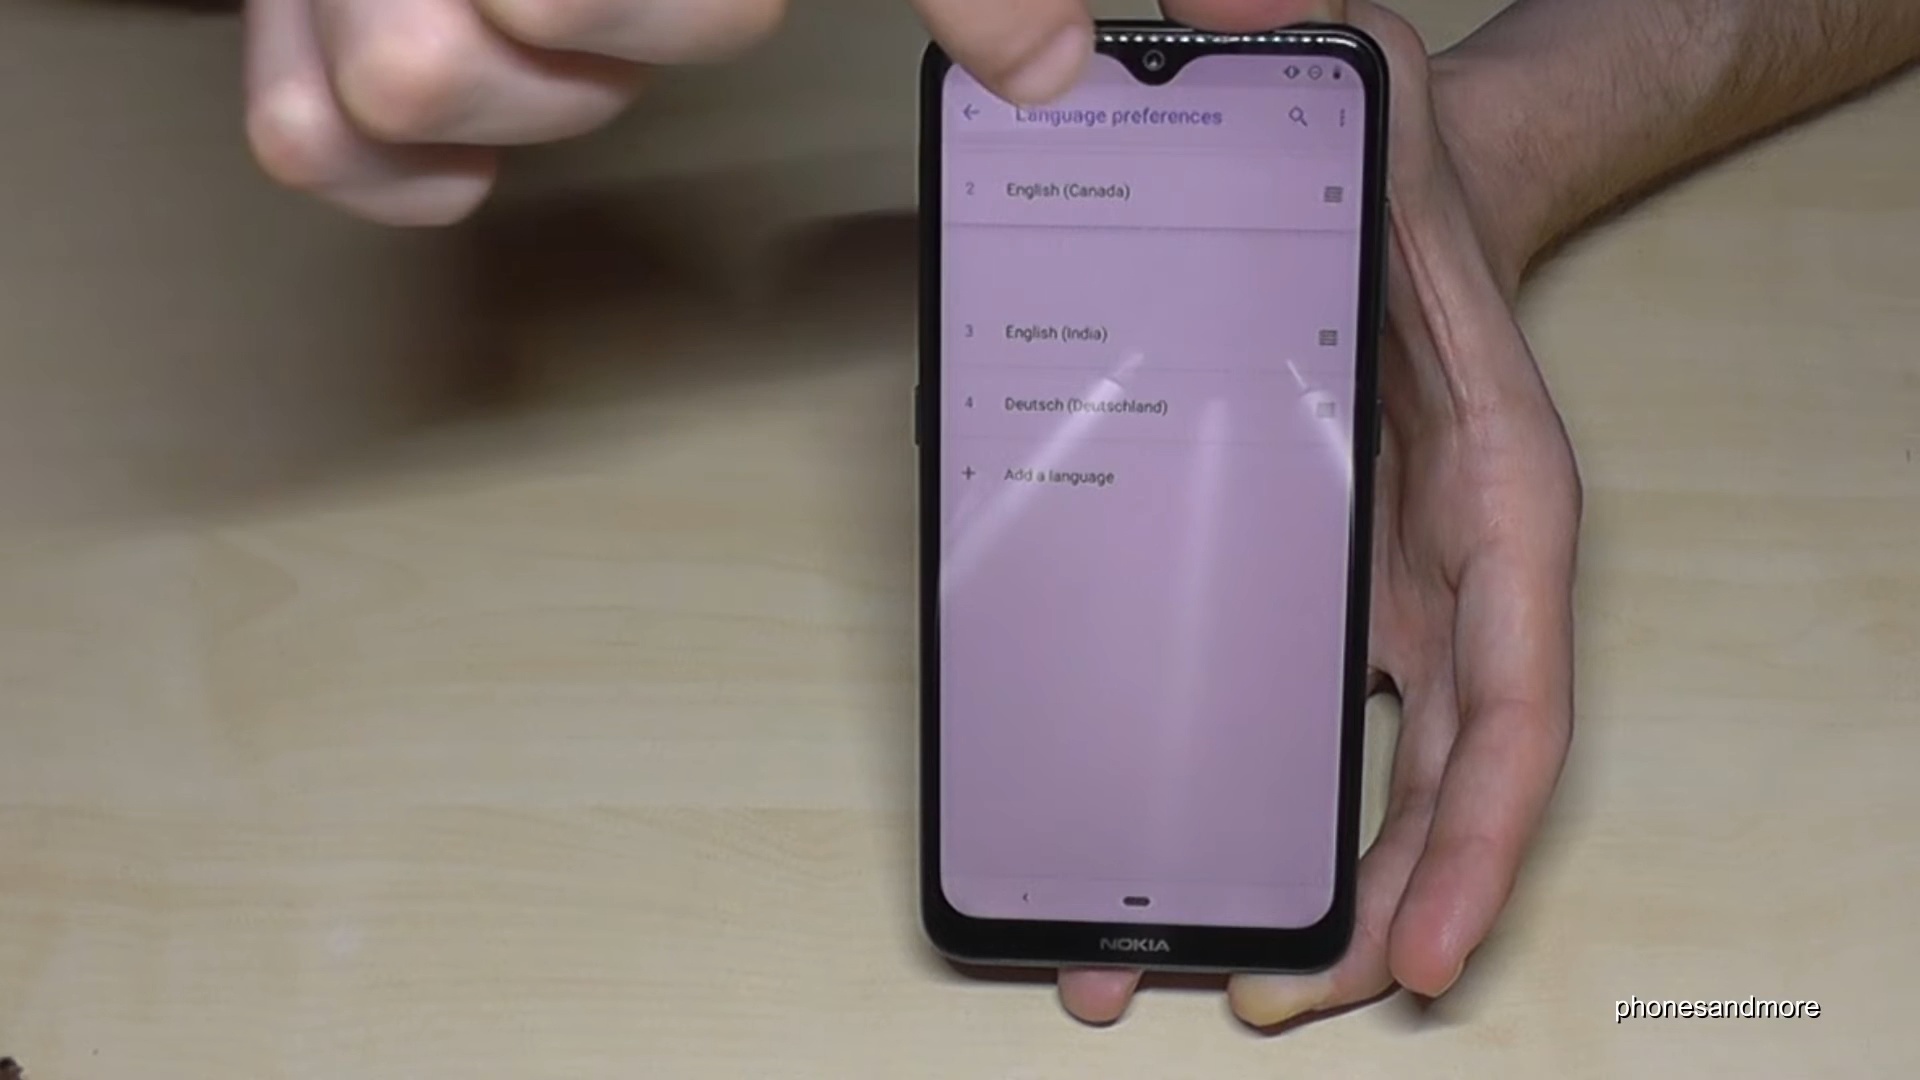 Language preferences
2 English (Canada)
3 English (India)
4 Deutsch (Deutschland)
+ Add a language
NOKIA
phonesandmore